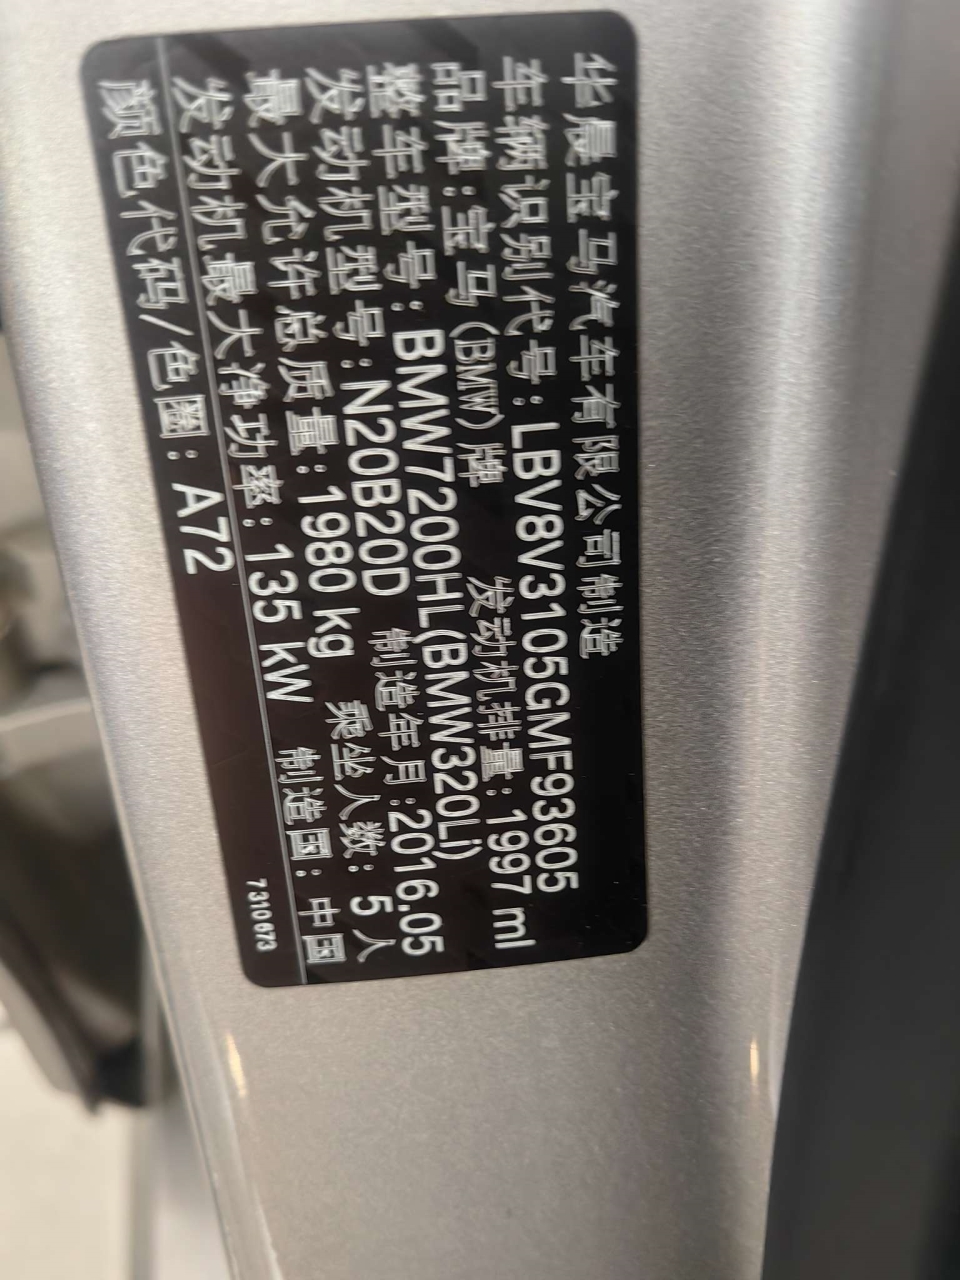 华晨宝马汽车有限公司制造
车辆识别代号：LBV8V3105GMF93605
品牌：宝马(BMW)牌 发动机排量：1997 ml
整车型号：BMW7200HL(BMW320Li)
发动机型号：N20B20D 制造年月：2016.05
最大允许总质量：1980 kg 乘坐人数：5 人
发动机最大净功率：135 kW 制造国：中国
颜色代码/色圈：A72
7310673